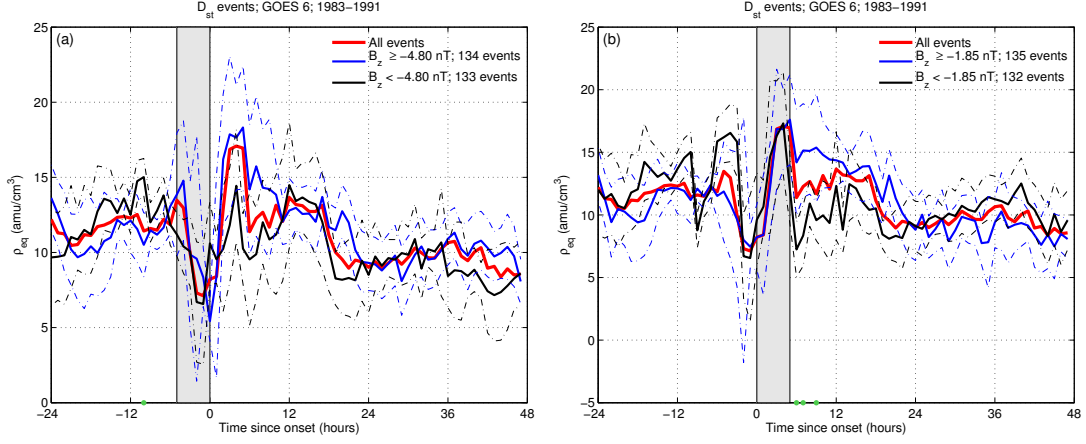 D_st events; GOES 6; 1983−1991
(a)
All events
B_z ≥ −4.80 nT; 134 events
B_z < −4.80 nT; 133 events
25
20
15
10
5
0
ρ_eq (amu/cm^3)
−24 −12 0 12 24 36 48
Time since onset (hours)
D_st events; GOES 6; 1983−1991
(b)
All events
B_z ≥ −1.85 nT; 135 events
B_z < −1.85 nT; 132 events
25
20
15
10
5
0
−5
ρ_eq (amu/cm^3)
−24 −12 0 12 24 36 48
Time since onset (hours)